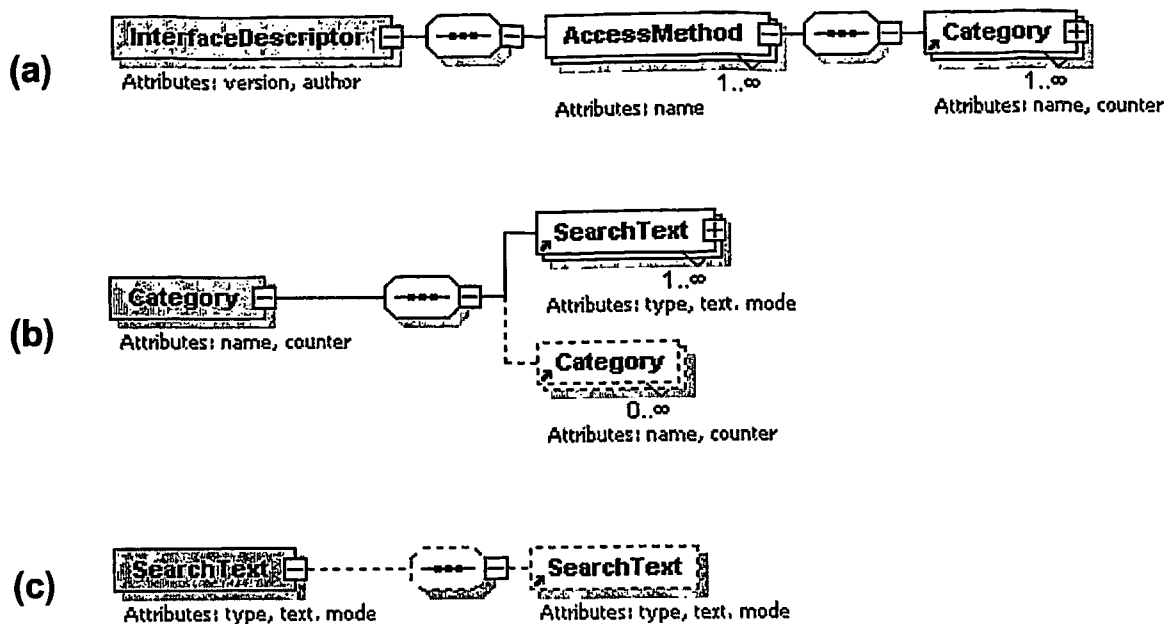 (a)
InterfaceDescriptor
AccessMethod
Category
1..∞
1..∞
Attributes: version, author
Attributes: name
Attributes: name, counter
(b)
SearchText
1..∞
Attributes: type, text. mode
Category
Attributes: name, counter
Category
0..∞
Attributes: name, counter
(c)
SearchText
SearchText
Attributes: type, text. mode
Attributes: type, text. mode